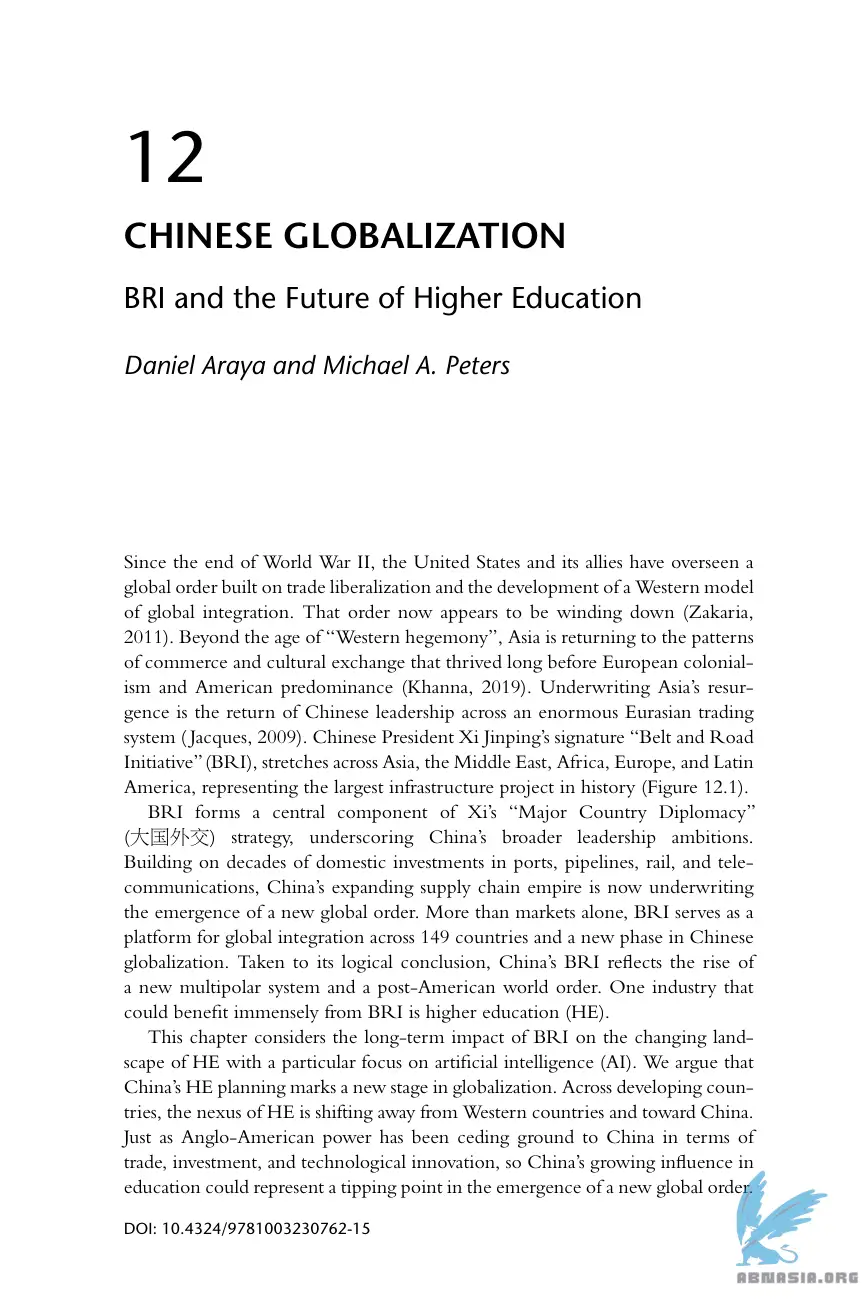 12
CHINESE GLOBALIZATION
BRI and the Future of Higher Education
Daniel Araya and Michael A. Peters
Since the end of World War II, the United States and its allies have overseen a
global order built on trade liberalization and the development of a Western model
of global integration. That order now appears to be winding down (Zakaria,
2011). Beyond the age of “Western hegemony”, Asia is returning to the patterns
of commerce and cultural exchange that thrived long before European colonial-
ism and American predominance (Khanna, 2019). Underwriting Asia’s resur-
gence is the return of Chinese leadership across an enormous Eurasian trading
system (Jacques, 2009). Chinese President Xi Jinping’s signature “Belt and Road
Initiative” (BRI), stretches across Asia, the Middle East, Africa, Europe, and Latin
America, representing the largest infrastructure project in history (Figure 12.1).
BRI forms a central component of Xi’s “Major Country Diplomacy”
(大国外交) strategy, underscoring China’s broader leadership ambitions.
Building on decades of domestic investments in ports, pipelines, rail, and tele-
communications, China’s expanding supply chain empire is now underwriting
the emergence of a new global order. More than markets alone, BRI serves as a
platform for global integration across 149 countries and a new phase in Chinese
globalization. Taken to its logical conclusion, China’s BRI reflects the rise of
a new multipolar system and a post-American world order. One industry that
could benefit immensely from BRI is higher education (HE).
This chapter considers the long-term impact of BRI on the changing land-
scape of HE with a particular focus on artificial intelligence (AI). We argue that
China’s HE planning marks a new stage in globalization. Across developing coun-
tries, the nexus of HE is shifting away from Western countries and toward China.
Just as Anglo-American power has been ceding ground to China in terms of
trade, investment, and technological innovation, so China’s growing influence in
education could represent a tipping point in the emergence of a new global order.
DOI: 10.4324/9781003230762-15
ABNASIA.ORG